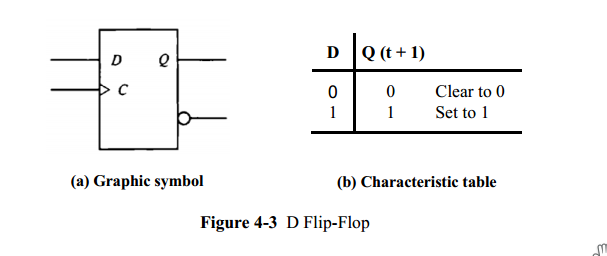 D Q
C
D Q (t + 1)
0 0 Clear to 0
1 1 Set to 1
(a) Graphic symbol
(b) Characteristic table
Figure 4-3 D Flip-Flop